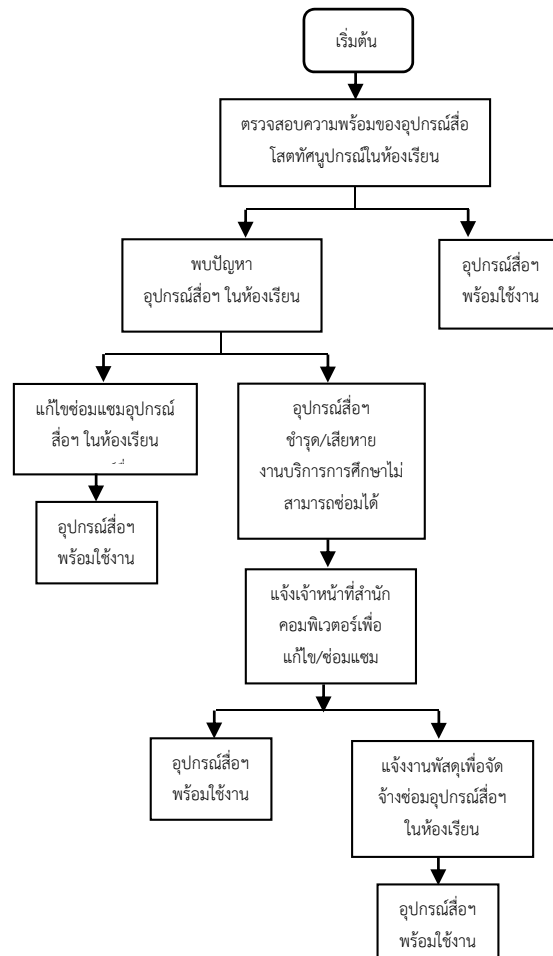 เริ่มต้น
ตรวจสอบความพร้อมของอุปกรณ์สื่อ
โสตทัศนูปกรณ์ในห้องเรียน
พบปัญหา
อุปกรณ์สื่อฯ ในห้องเรียน
อุปกรณ์สื่อฯ
พร้อมใช้งาน
แก้ไขซ่อมแซมอุปกรณ์
สื่อฯ ในห้องเรียน
อุปกรณ์สื่อฯ
ชำรุด/เสียหาย
งานบริการการศึกษาไม่
สามารถซ่อมได้
อุปกรณ์สื่อฯ
พร้อมใช้งาน
แจ้งเจ้าหน้าที่สำนัก
คอมพิเวตอร์เพื่อ
แก้ไข/ซ่อมแซม
อุปกรณ์สื่อฯ
พร้อมใช้งาน
แจ้งงานพัสดุเพื่อจัด
จ้างซ่อมอุปกรณ์สื่อฯ
ในห้องเรียน
อุปกรณ์สื่อฯ
พร้อมใช้งาน